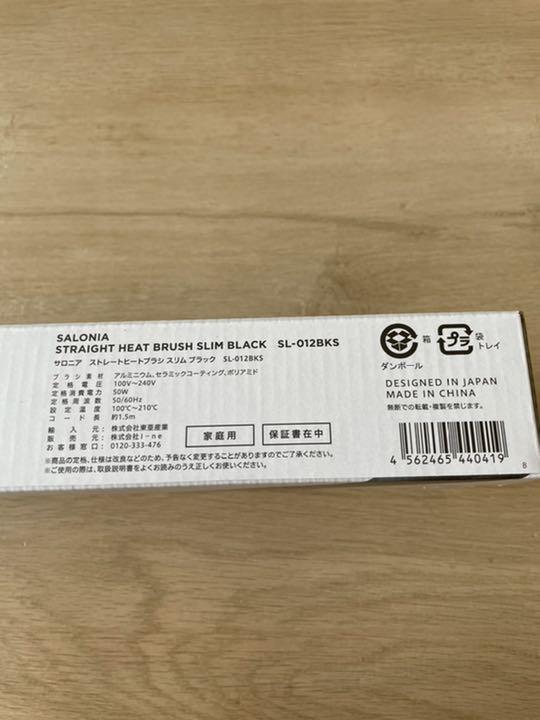 SALONIA
STRAIGHT HEAT BRUSH SLIM BLACK SL-012BKS
サロニア ストレートヒートブラシ スリム ブラック SL-012BKS
ブラシ素材 アルミニウム、セラミックコーティング、ポリアミド
定格電圧 100V~240V
定格消費電力 50W
定格周波数 50/60Hz
設定温度 100℃~210℃
コード長 約1.5m
輸入元: 株式会社東亜産業
販売元: 株式会社I-ne
お客様窓口: 0120-333-476
家庭用
保証書在中
※商品の定格、仕様は改良などのため、予告なく変更することがありますのでご了承ください。
※ご使用の際は、取扱説明書をよくお読みのうえ正しくお使いください。
箱
ダンボール
プラ
袋
トレイ
DESIGNED IN JAPAN
MADE IN CHINA
無断での転載・複製を禁じます。
4 562465 440419
B